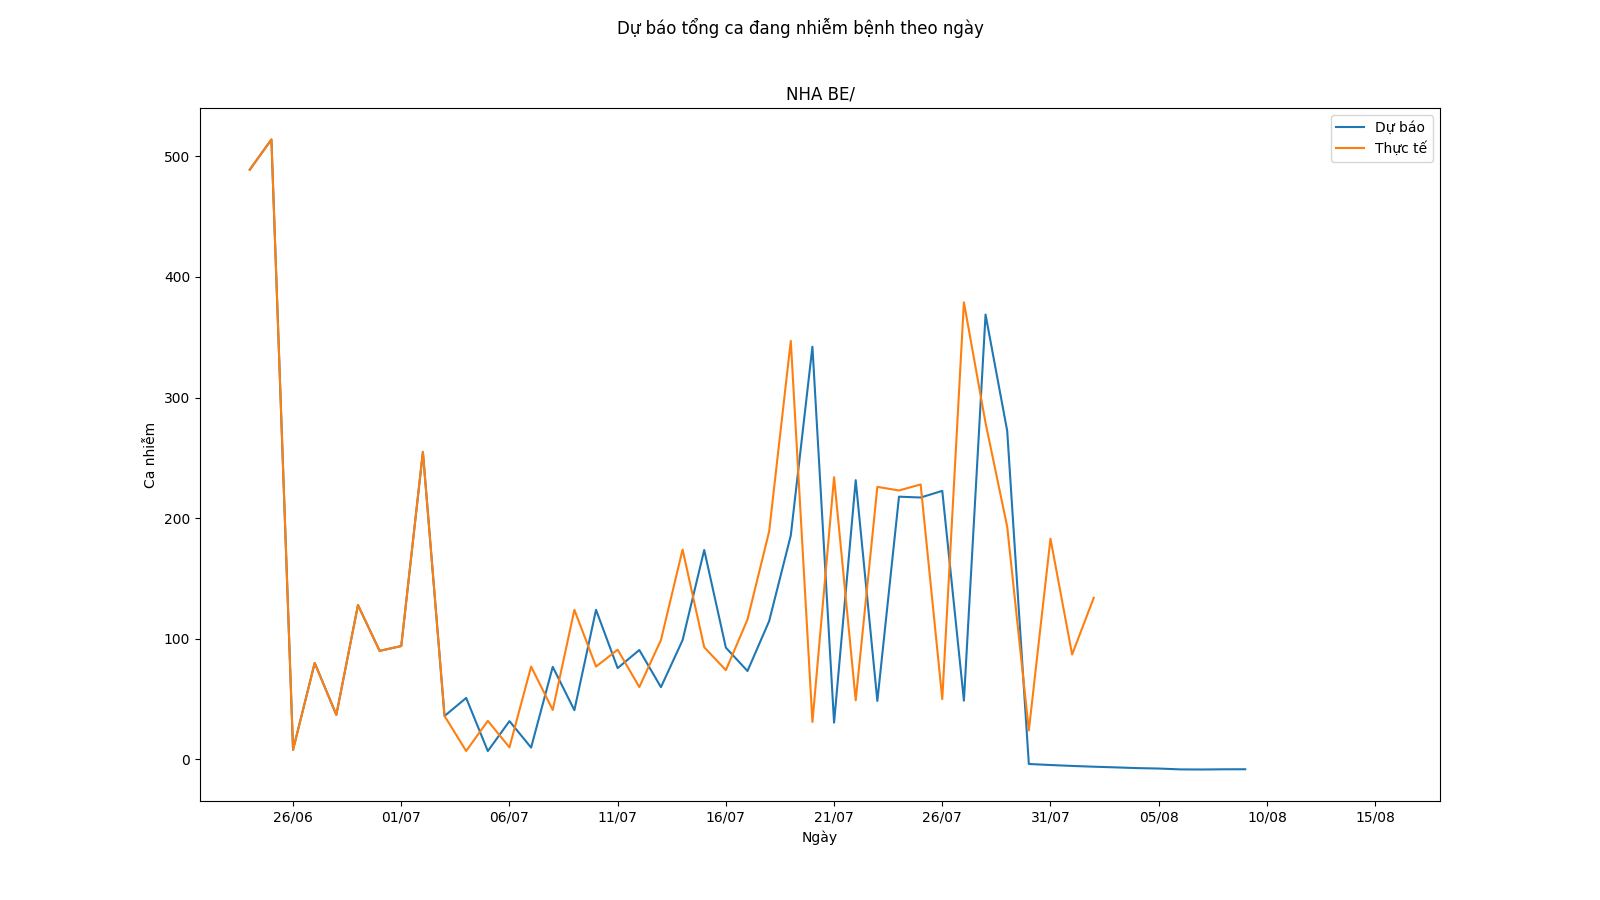 Dự báo tổng ca đang nhiễm bệnh theo ngày
NHA BE/
Dự báo
Thực tế
500
400
300
200
100
0
Ca nhiễm
26/06 01/07 06/07 11/07 16/07 21/07 26/07 31/07 05/08 10/08 15/08
Ngày